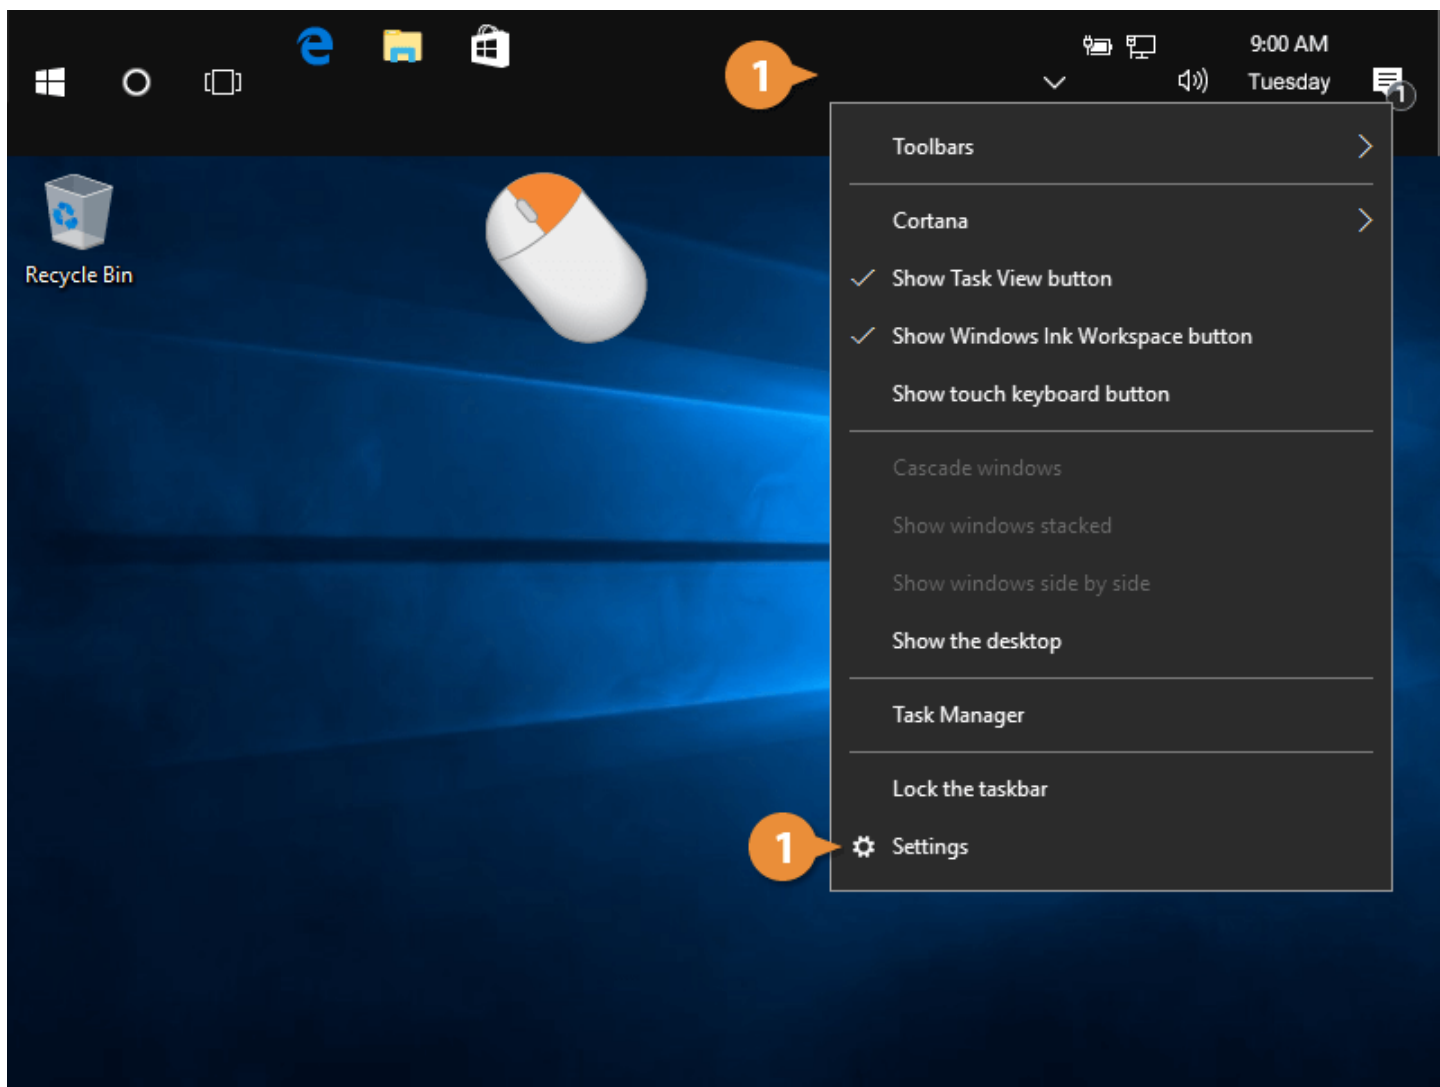 1
9:00 AM
Tuesday
1
Recycle Bin
Toolbars
Cortana
Show Task View button
Show Windows Ink Workspace button
Show touch keyboard button
Cascade windows
Show windows stacked
Show windows side by side
Show the desktop
Task Manager
Lock the taskbar
1
Settings